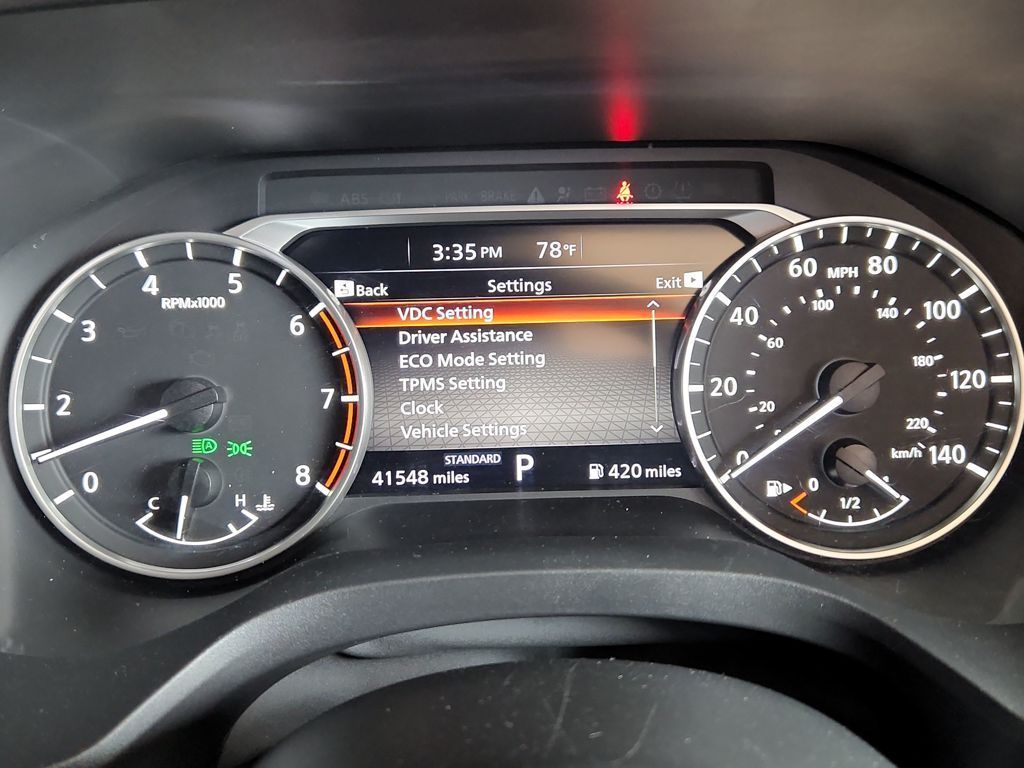 ABS
PARK BRAKE
3:35 PM 78°F
Back Settings Exit
VDC Setting
Driver Assistance
ECO Mode Setting
TPMS Setting
Clock
Vehicle Settings
STANDARD
41548 miles P 420 miles
RPMx1000
0
2
3
4
5
6
7
8
C H
MPH
0
20
40
60
80
100
120
140
km/h
20
60
100
140
180
220
0 1/2